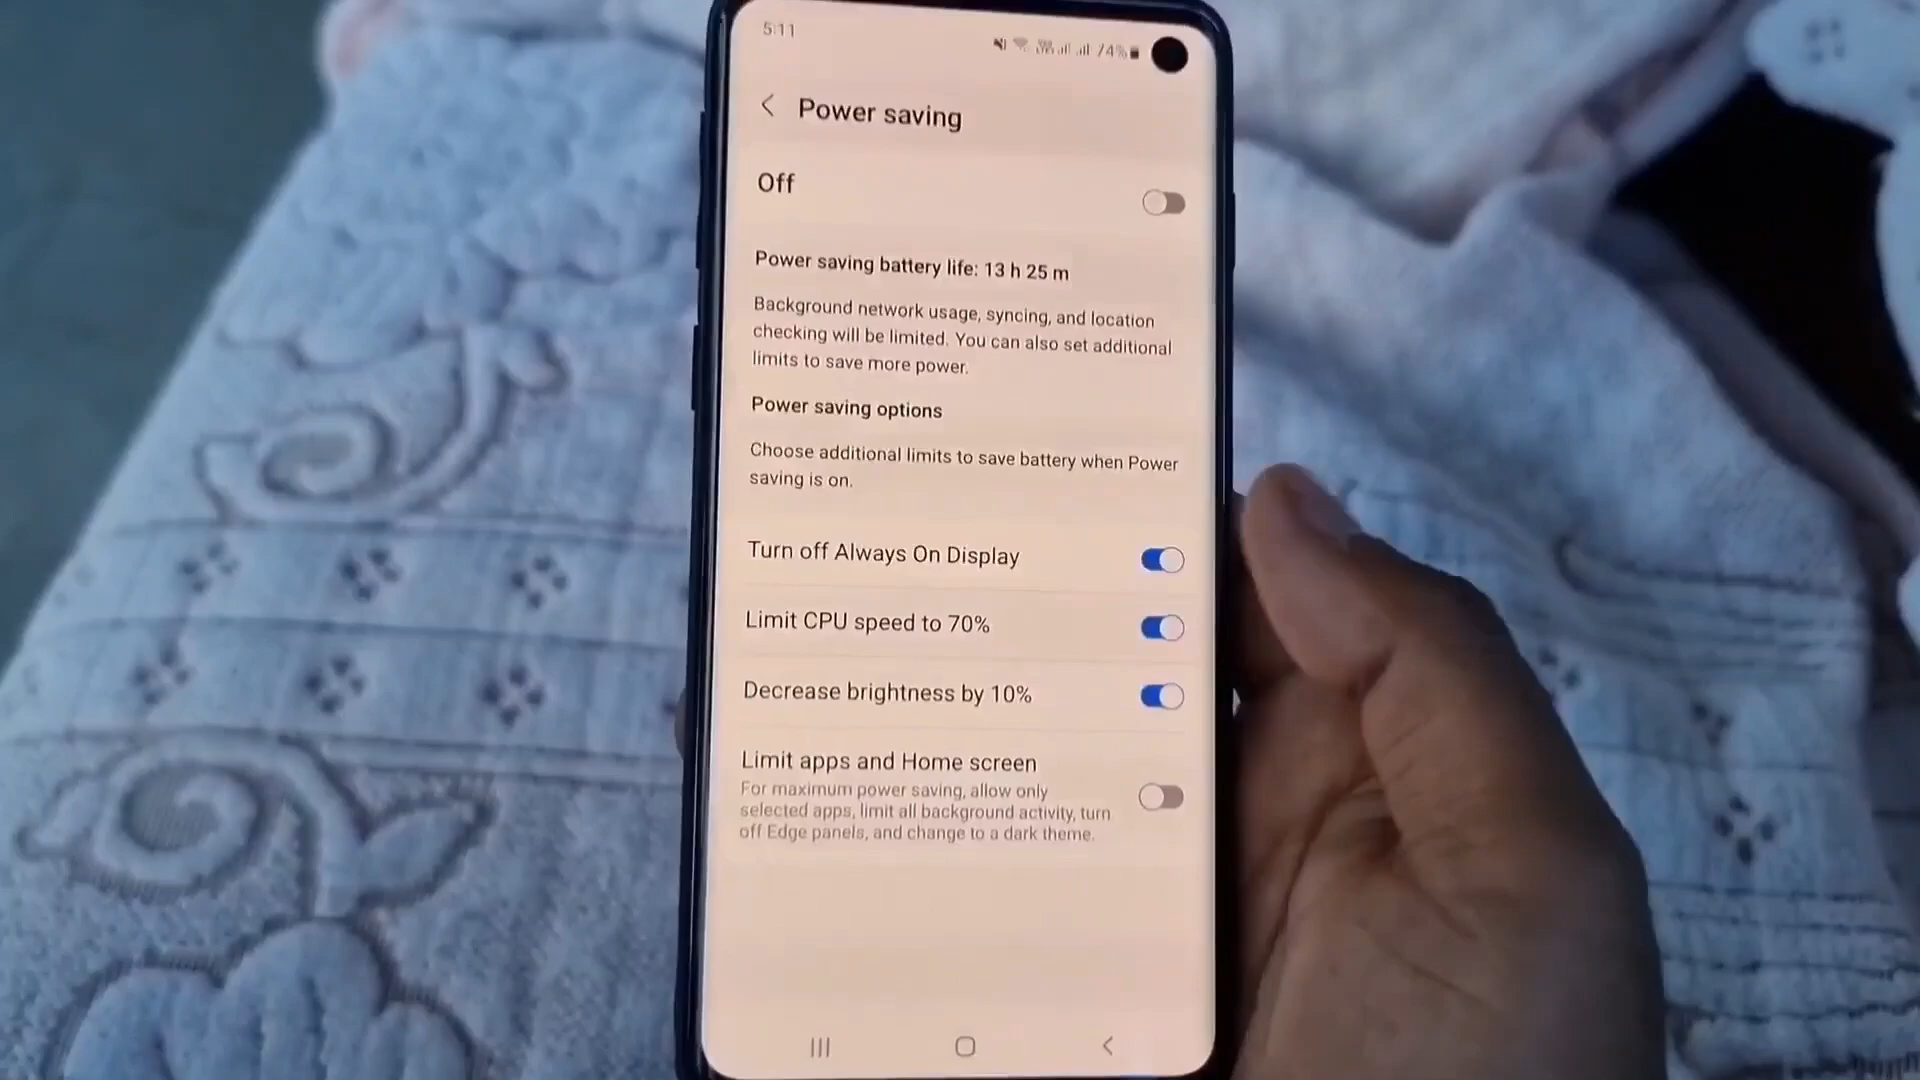 5:11
74%
Power saving
Off
Power saving battery life: 13 h 25 m
Background network usage, syncing, and location
checking will be limited. You can also set additional
limits to save more power.
Power saving options
Choose additional limits to save battery when Power
saving is on.
Turn off Always On Display
Limit CPU speed to 70%
Decrease brightness by 10%
Limit apps and Home screen
For maximum power saving, allow only
selected apps, limit all background activity, turn
off Edge panels, and change to a dark theme.